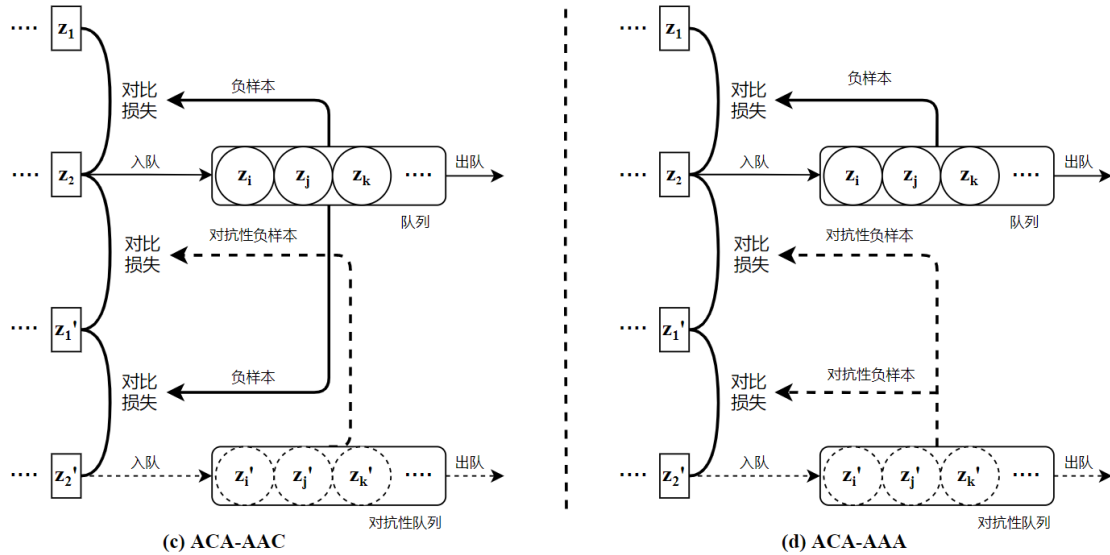 ···· z1
对比
损失
负样本
···· z2
入队
zi zj zk ····
出队
队列
对比
损失
对抗性负样本
···· z1'
对比
损失
负样本
···· z2'
入队
zi' zj' zk' ····
出队
对抗性队列
(c) ACA-AAC
···· z1
对比
损失
负样本
···· z2
入队
zi zj zk ····
出队
队列
对比
损失
对抗性负样本
···· z1'
对比
损失
对抗性负样本
···· z2'
入队
zi' zj' zk' ····
出队
对抗性队列
(d) ACA-AAA